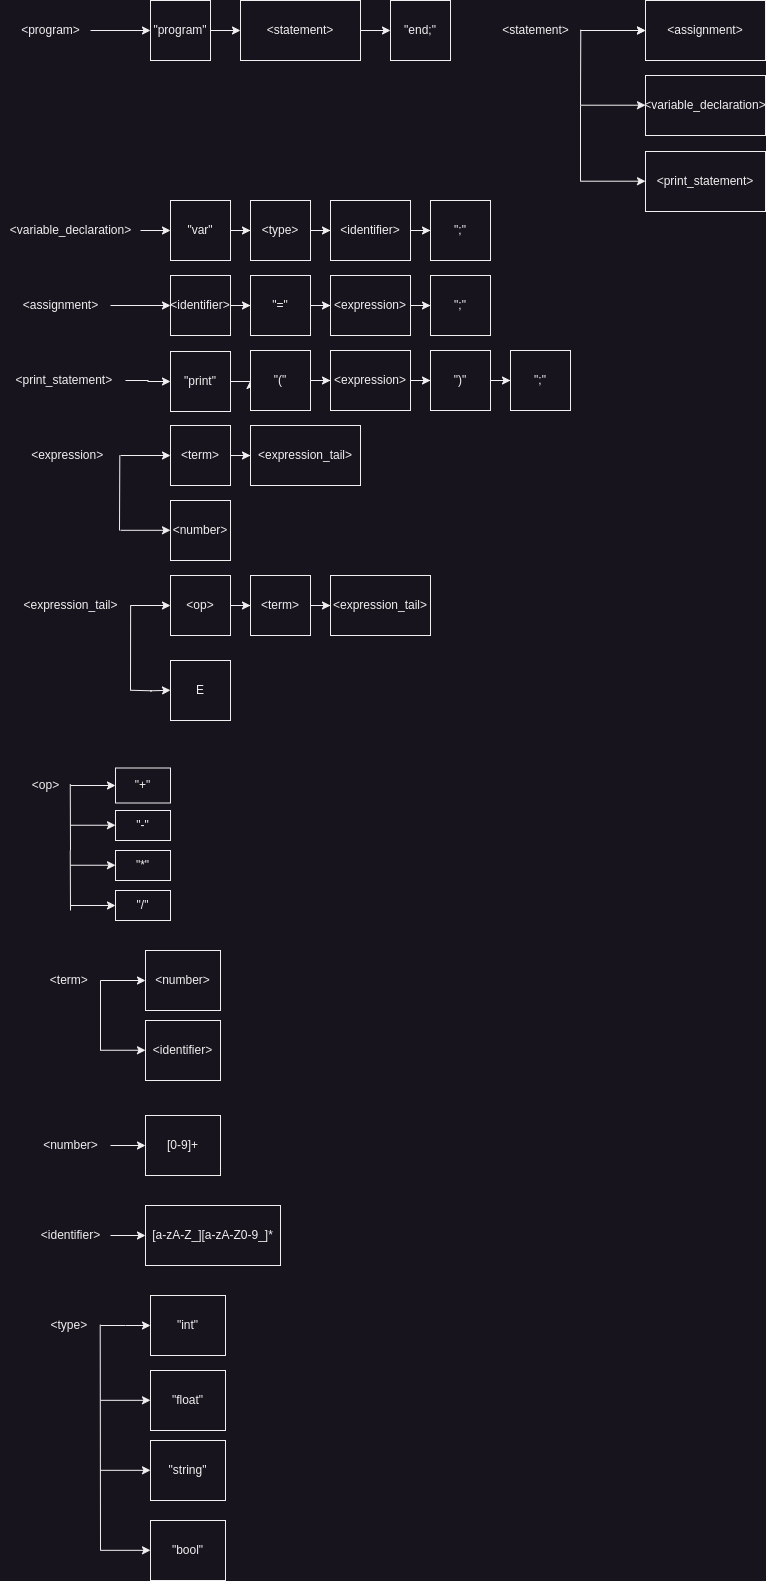 <program>
"program"
<statement>
"end;"
<statement>
<assignment>
<variable_declaration>
<print_statement>
<variable_declaration>
"var"
<type>
<identifier>
";"
<assignment>
<identifier>
"="
<expression>
";"
<print_statement>
"print"
"("
<expression>
")"
";"
<expression>
<term>
<expression_tail>
<number>
<expression_tail>
<op>
<term>
<expression_tail>
E
<op>
"+"
"-"
"*"
"/"
<term>
<number>
<identifier>
<number>
[0-9]+
<identifier>
[a-zA-Z_][a-zA-Z0-9_]*
<type>
"int"
"float"
"string"
"bool"